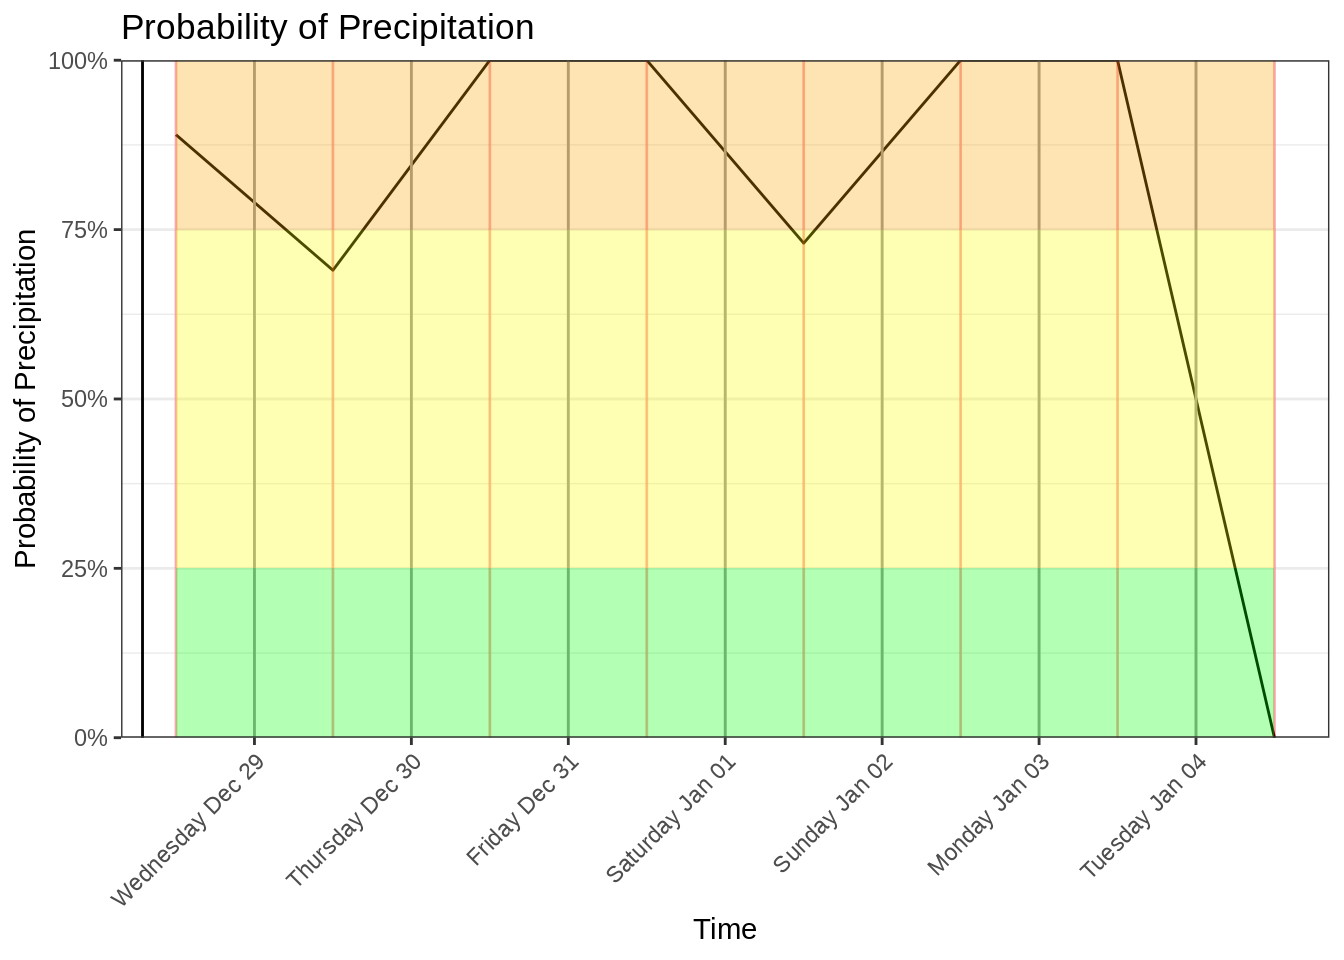 Probability of Precipitation
Probability of Precipitation
100%
75%
50%
25%
0%
Wednesday Dec 29
Thursday Dec 30
Friday Dec 31
Saturday Jan 01
Sunday Jan 02
Monday Jan 03
Tuesday Jan 04
Time